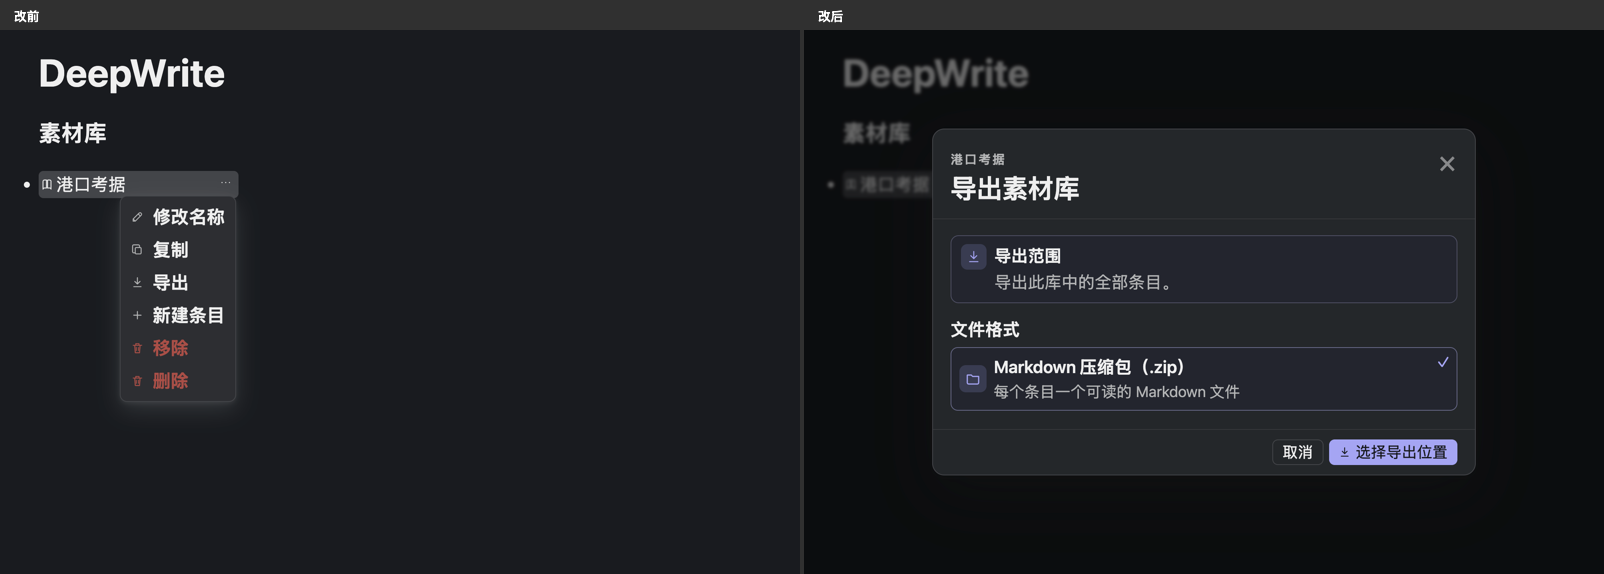 改前
DeepWrite
素材库
港口考据 ...
修改名称
复制
导出
新建条目
移除
删除
改后
DeepWrite
素材库
港口考据
港口考据
导出素材库
导出范围
导出此库中的全部条目。
文件格式
Markdown 压缩包（.zip）
每个条目一个可读的 Markdown 文件
取消
选择导出位置